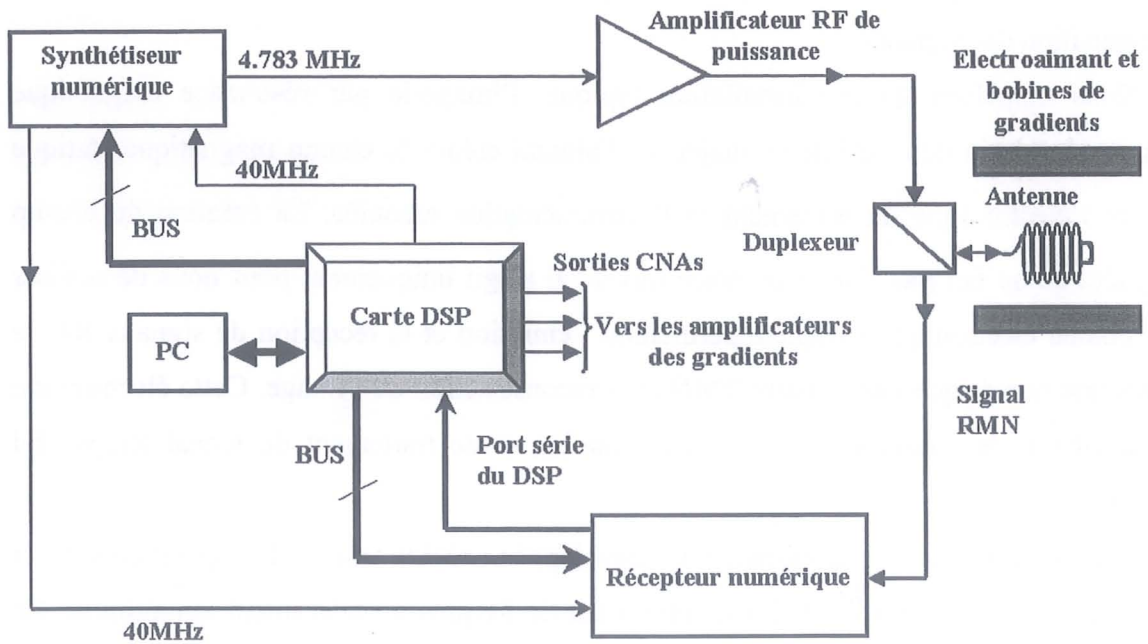 Amplificateur RF de
puissance
Synthétiseur
numérique
4.783 MHz
Electroaimant et
bobines de
gradients
40MHz
Antenne
BUS
Duplexeur
Sorties CNAs
Carte DSP
Vers les amplificateurs
des gradients
PC
Signal
RMN
BUS
Port série
du DSP
Récepteur numérique
40MHz